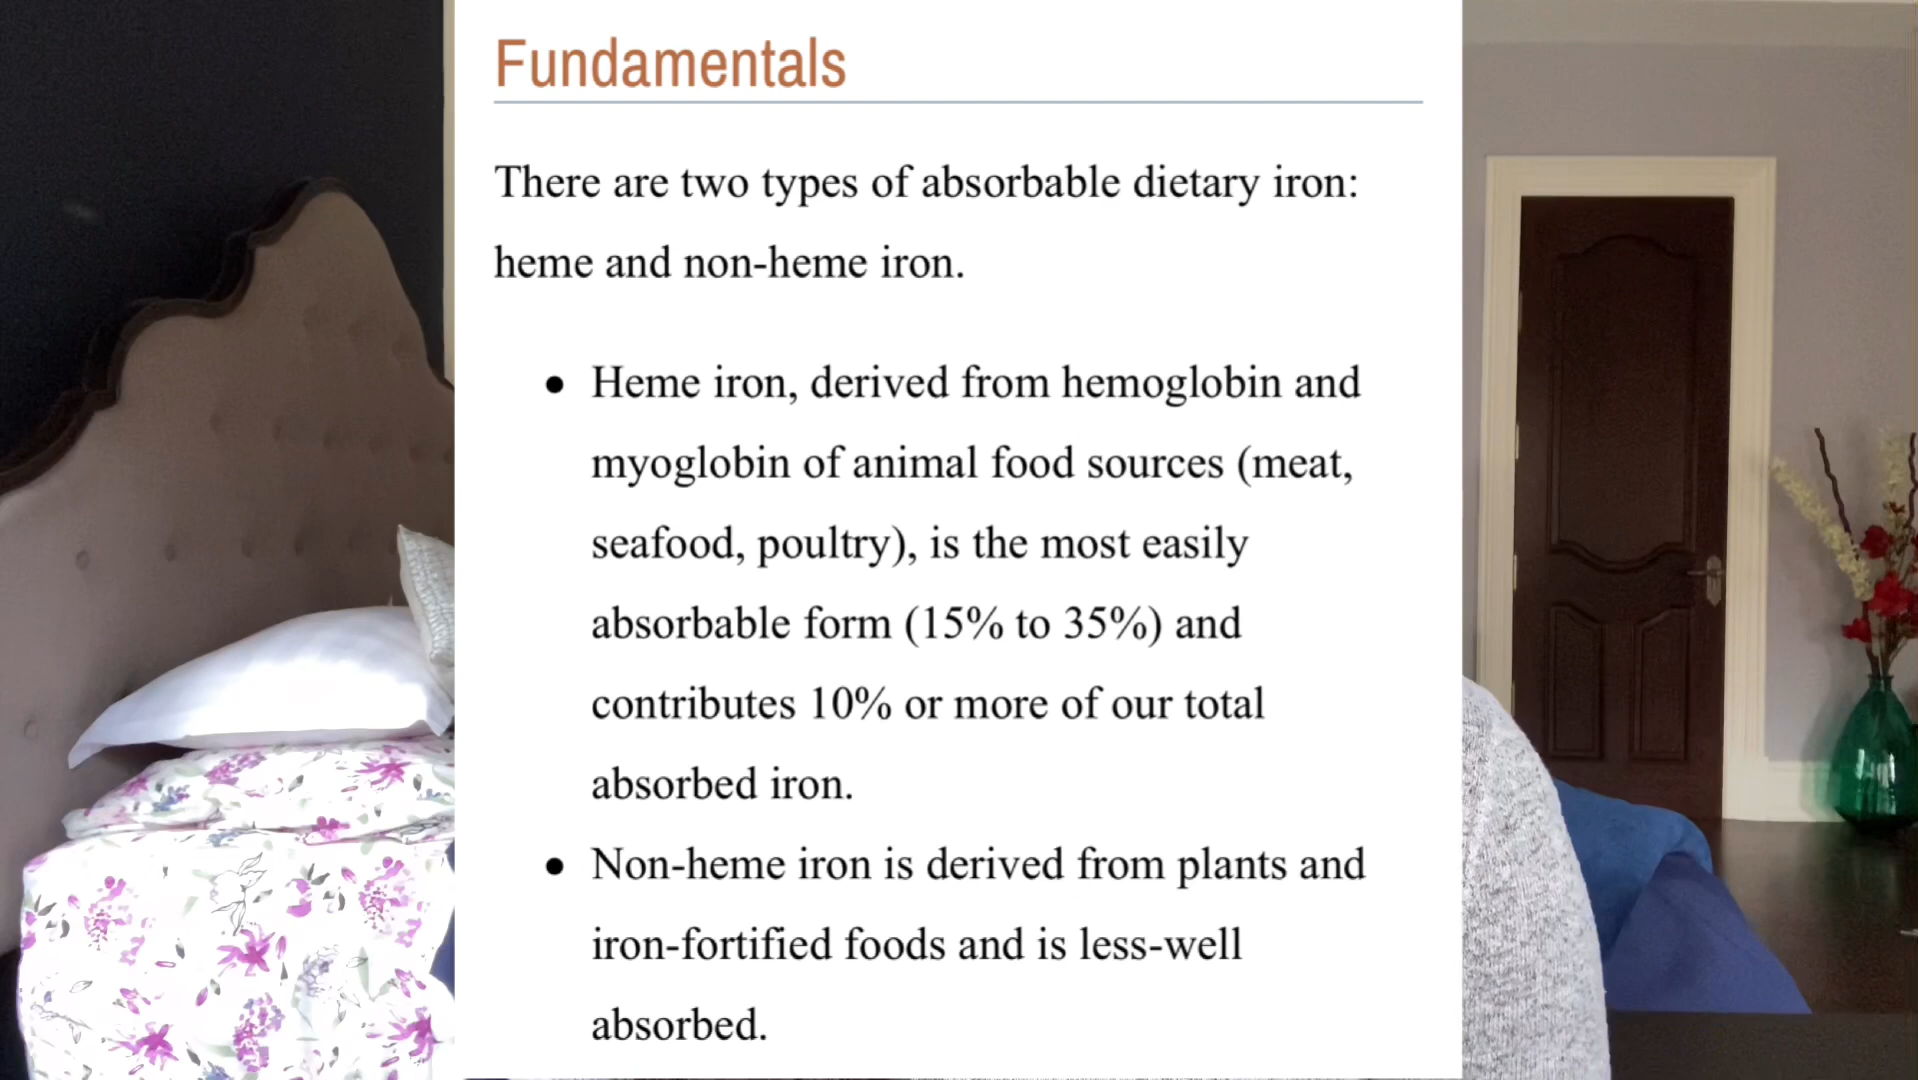 Fundamentals
There are two types of absorbable dietary iron:
heme and non-heme iron.
● Heme iron, derived from hemoglobin and
myoglobin of animal food sources (meat,
seafood, poultry), is the most easily
absorbable form (15% to 35%) and
contributes 10% or more of our total
absorbed iron.
● Non-heme iron is derived from plants and
iron-fortified foods and is less-well
absorbed.